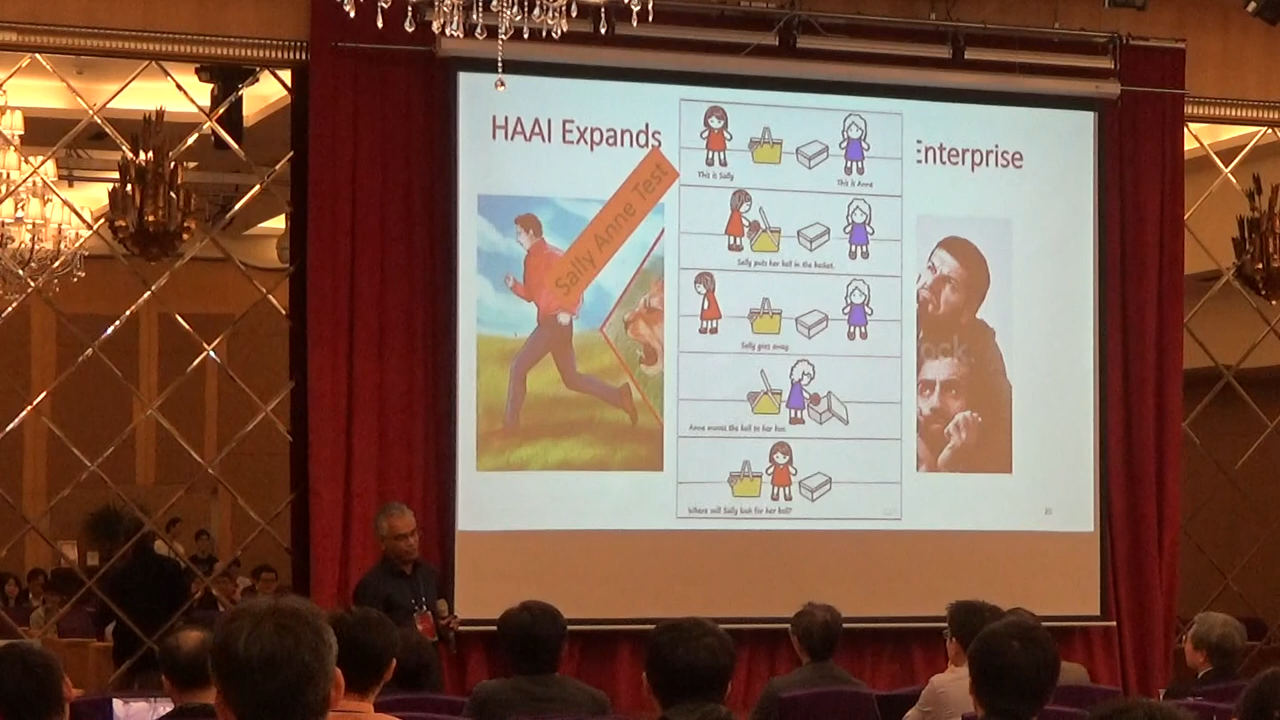 HAAI Expands
Enterprise
Sally Anne Test
This is Sally
This is Anne
Sally puts her ball in the basket.
Sally goes away.
Anne moves the ball to her box.
Where will Sally look for her ball?